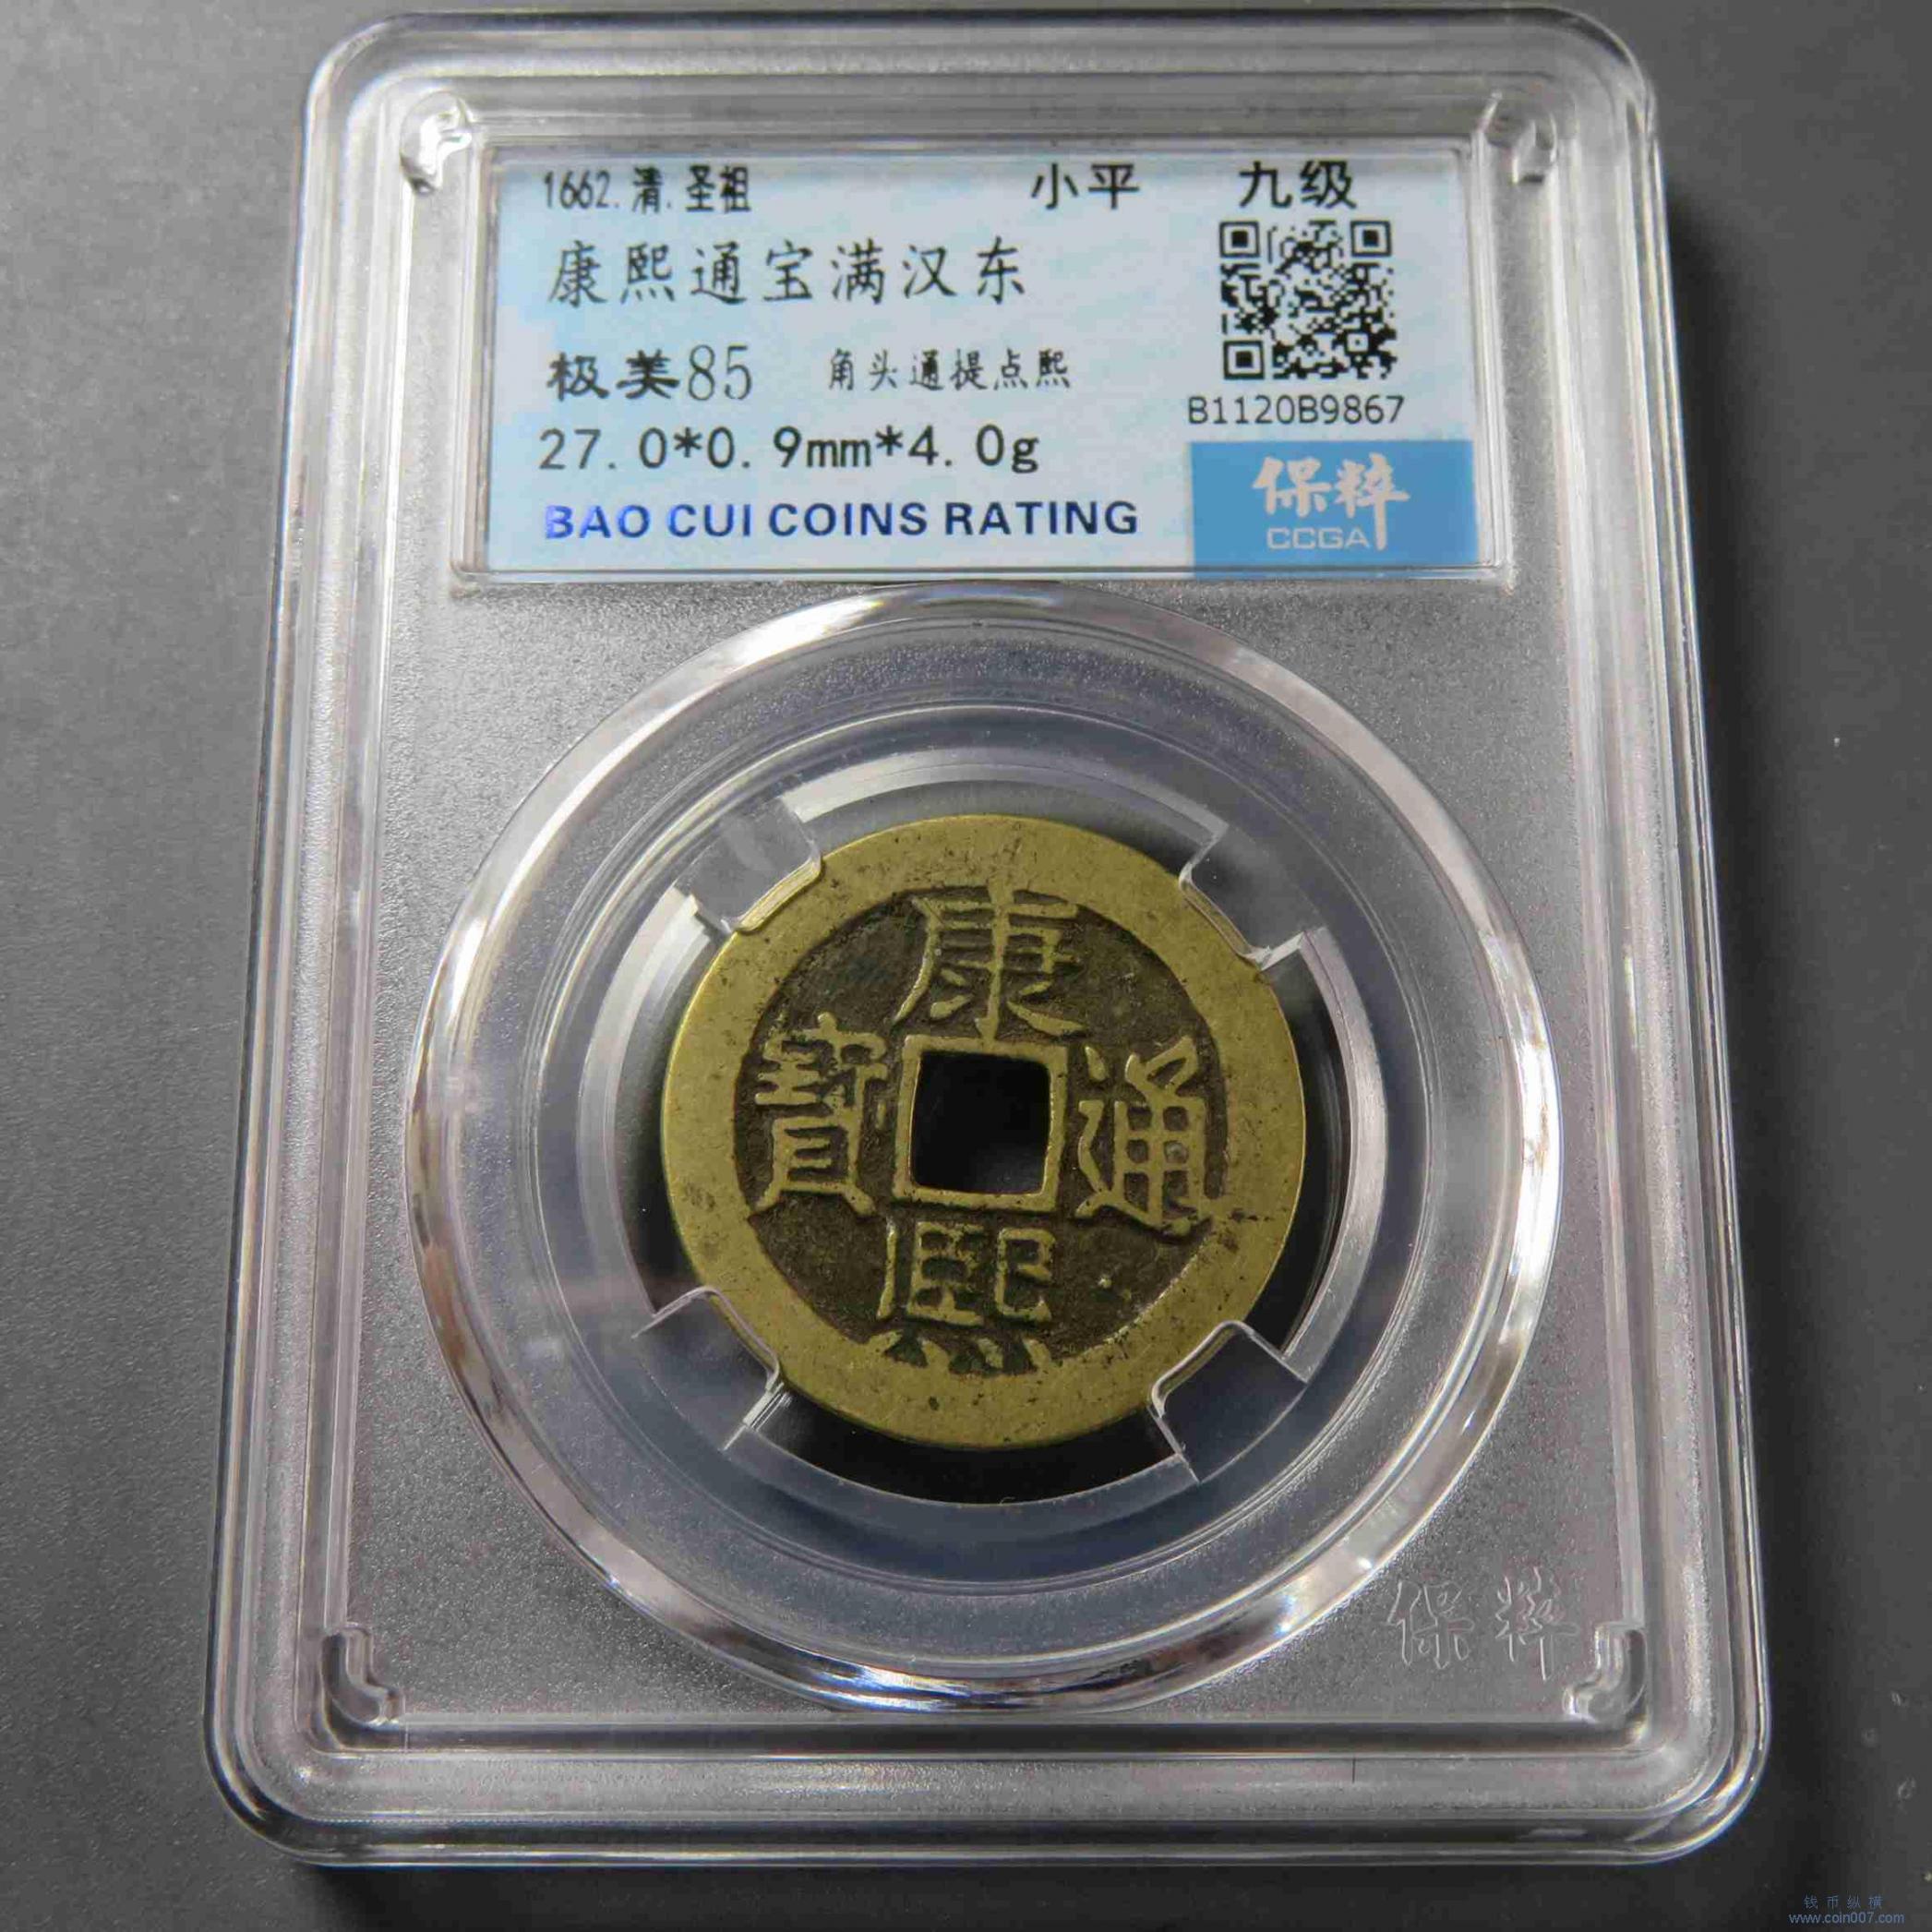 1662.清.圣祖 小平 九级
康熙通宝满汉东
极美85 角头通提点熙
B1120B9867
27.0*0.9mm*4.0g
保粹
BAO CUI COINS RATING
CCGA
康
寶 通
熙
保粹
钱币纵横
www.coin007.com